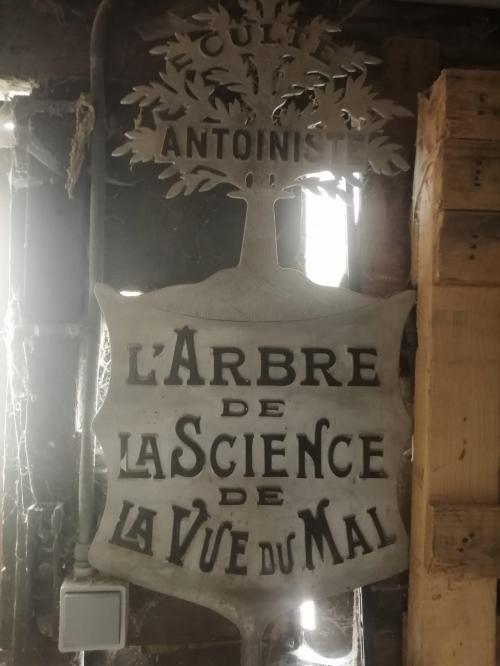 CULTE
ANTOINISTE
L'ARBRE
DE
LA SCIENCE
DE
LA VUE DU MAL